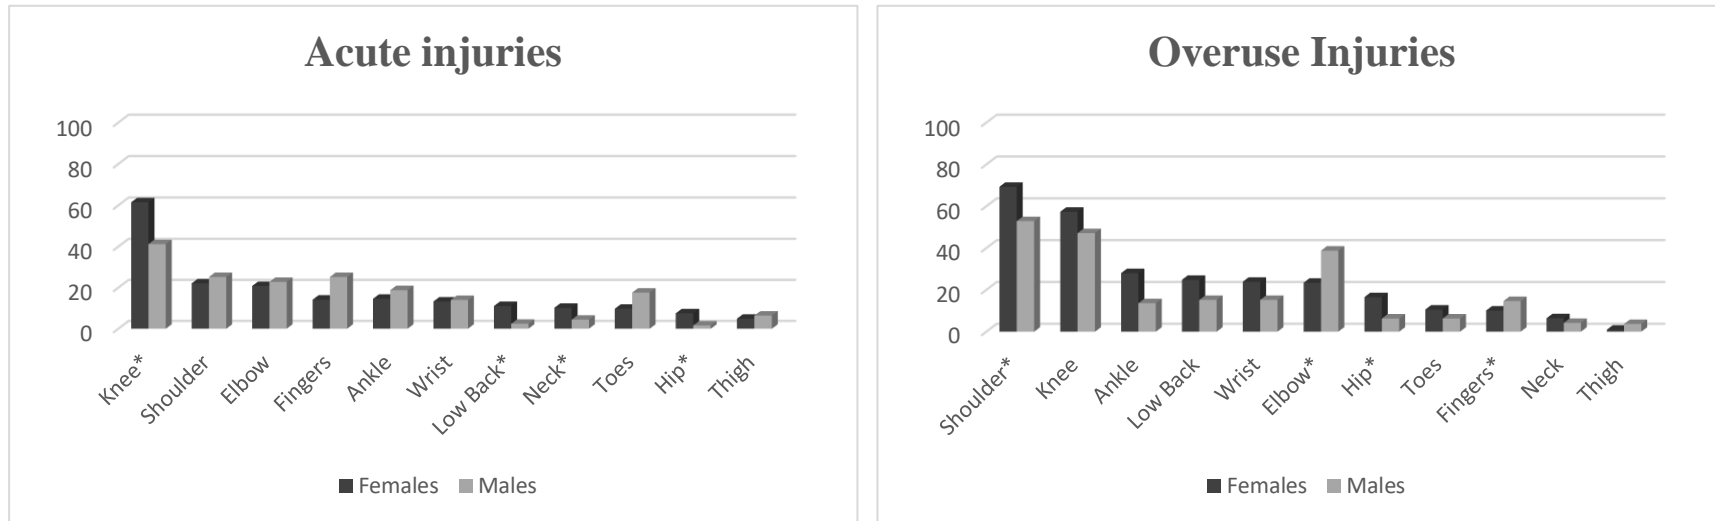 Acute injuries
100
80
60
40
20
0
Knee*
Shoulder
Elbow
Fingers
Ankle
Wrist
Low Back*
Neck*
Toes
Hip*
Thigh
Females Males
Overuse Injuries
100
80
60
40
20
0
Shoulder*
Knee
Ankle
Low Back
Wrist
Elbow*
Hip*
Toes
Fingers*
Neck
Thigh
Females Males